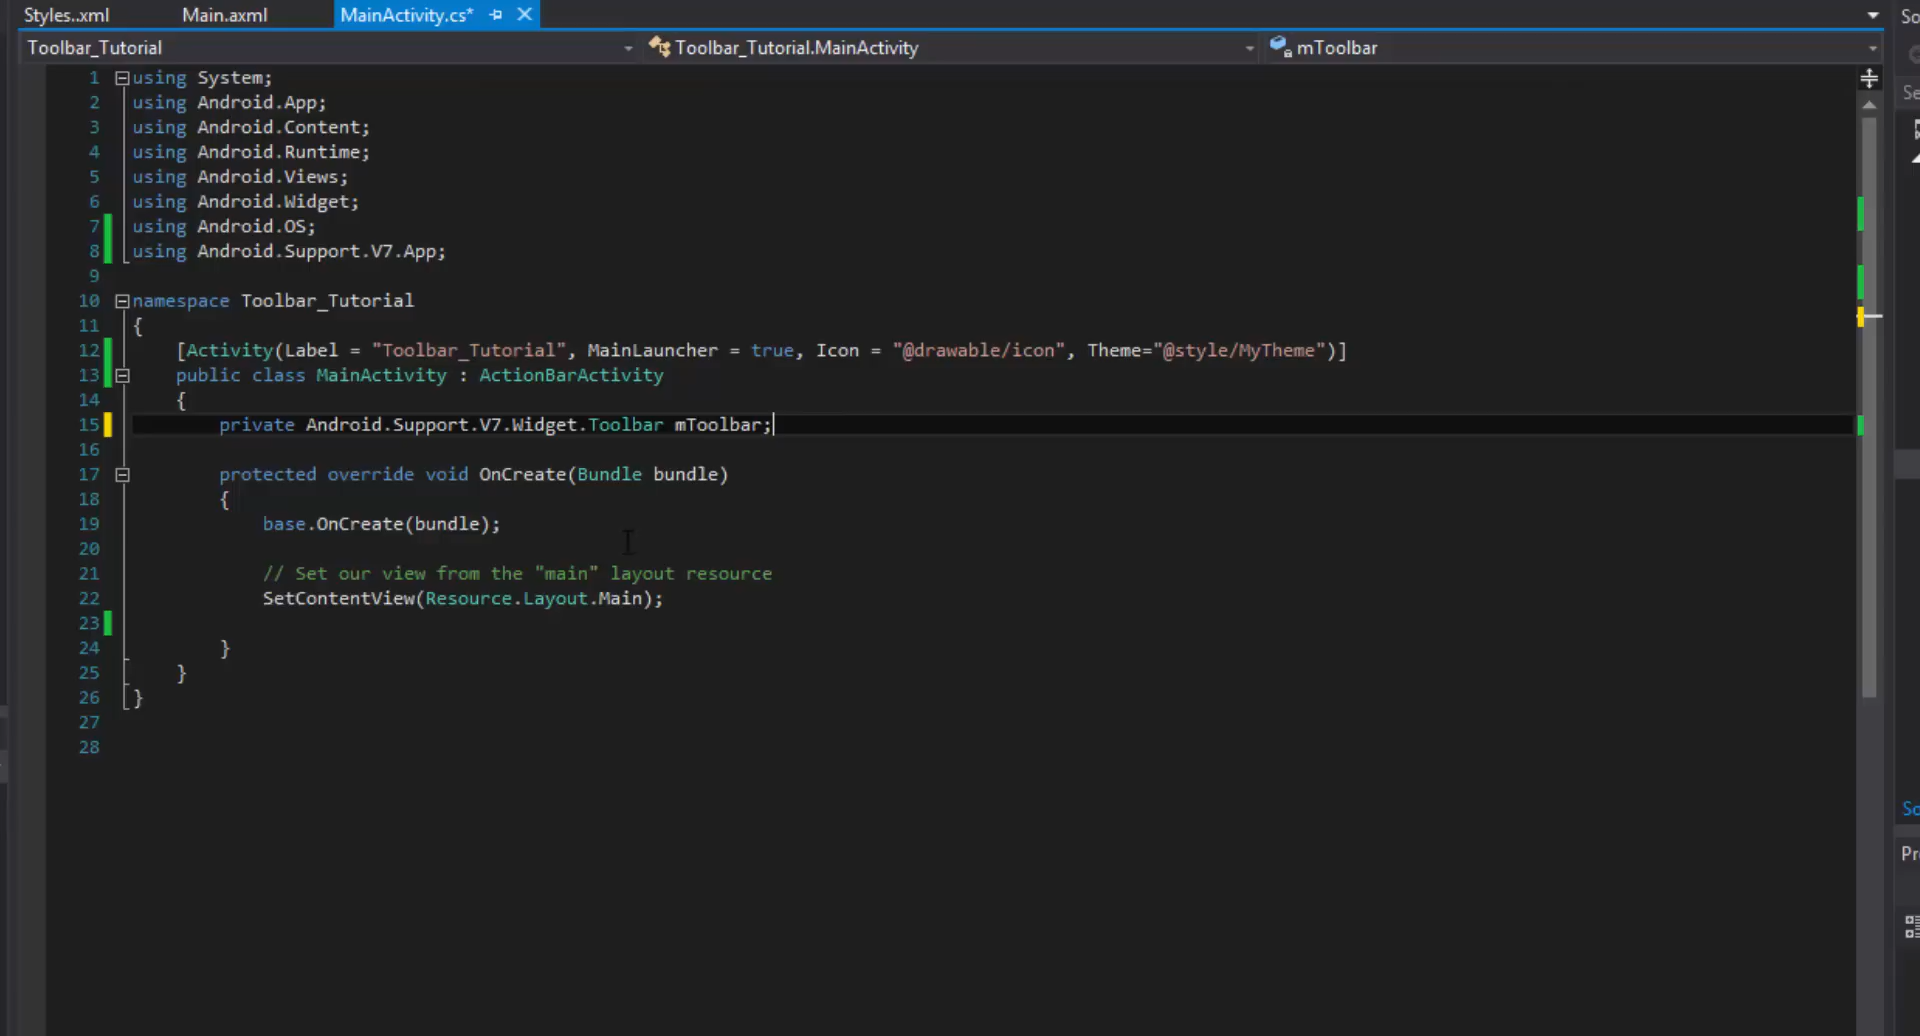 Styles..xml Main.axml MainActivity.cs* So
Toolbar_Tutorial Toolbar_Tutorial.MainActivity mToolbar
Se
1 using System;
2 using Android.App;
3 using Android.Content;
4 using Android.Runtime;
5 using Android.Views;
6 using Android.Widget;
7 using Android.OS;
8 using Android.Support.V7.App;
9
10 namespace Toolbar_Tutorial
11 {
12 [Activity(Label = "Toolbar_Tutorial", MainLauncher = true, Icon = "@drawable/icon", Theme="@style/MyTheme")]
13 public class MainActivity : ActionBarActivity
14 {
15 private Android.Support.V7.Widget.Toolbar mToolbar;
16
17 protected override void OnCreate(Bundle bundle)
18 {
19 base.OnCreate(bundle);
20
21 // Set our view from the "main" layout resource
22 SetContentView(Resource.Layout.Main);
23
24 }
25 }
26 }
27
28
So
Pr